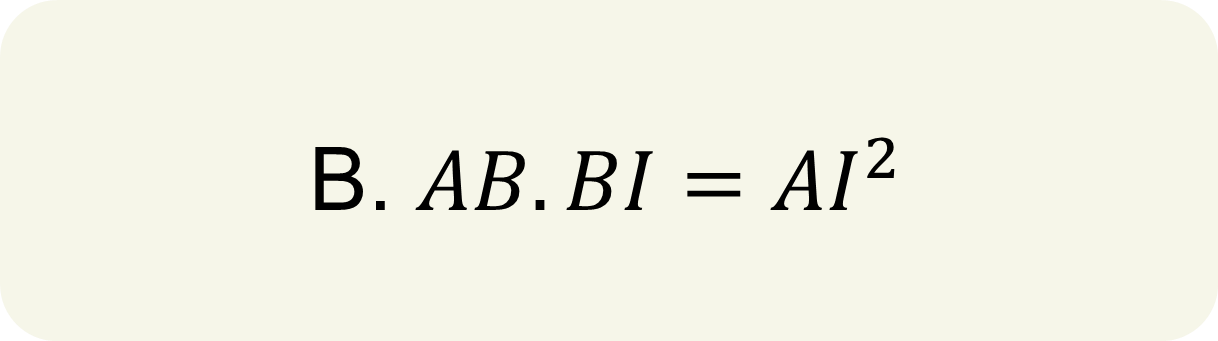 B. AB.BI = AI²